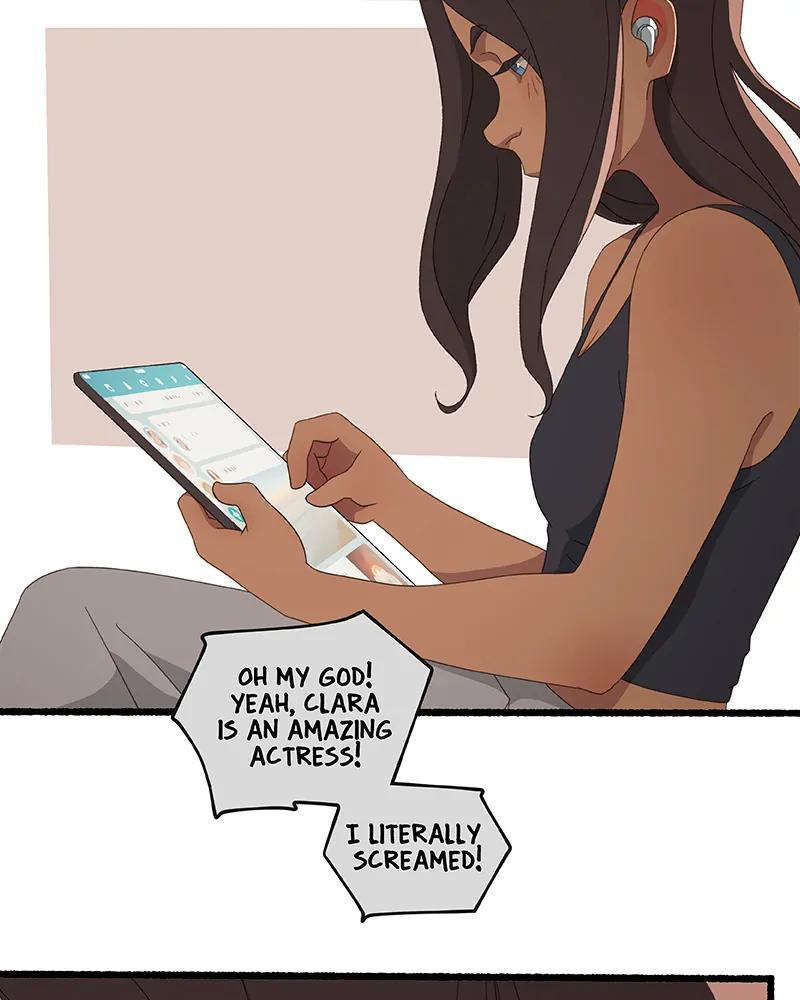 OH MY GOD!
YEAH, CLARA
IS AN AMAZING
ACTRESS!
I LITERALLY
SCREAMED!